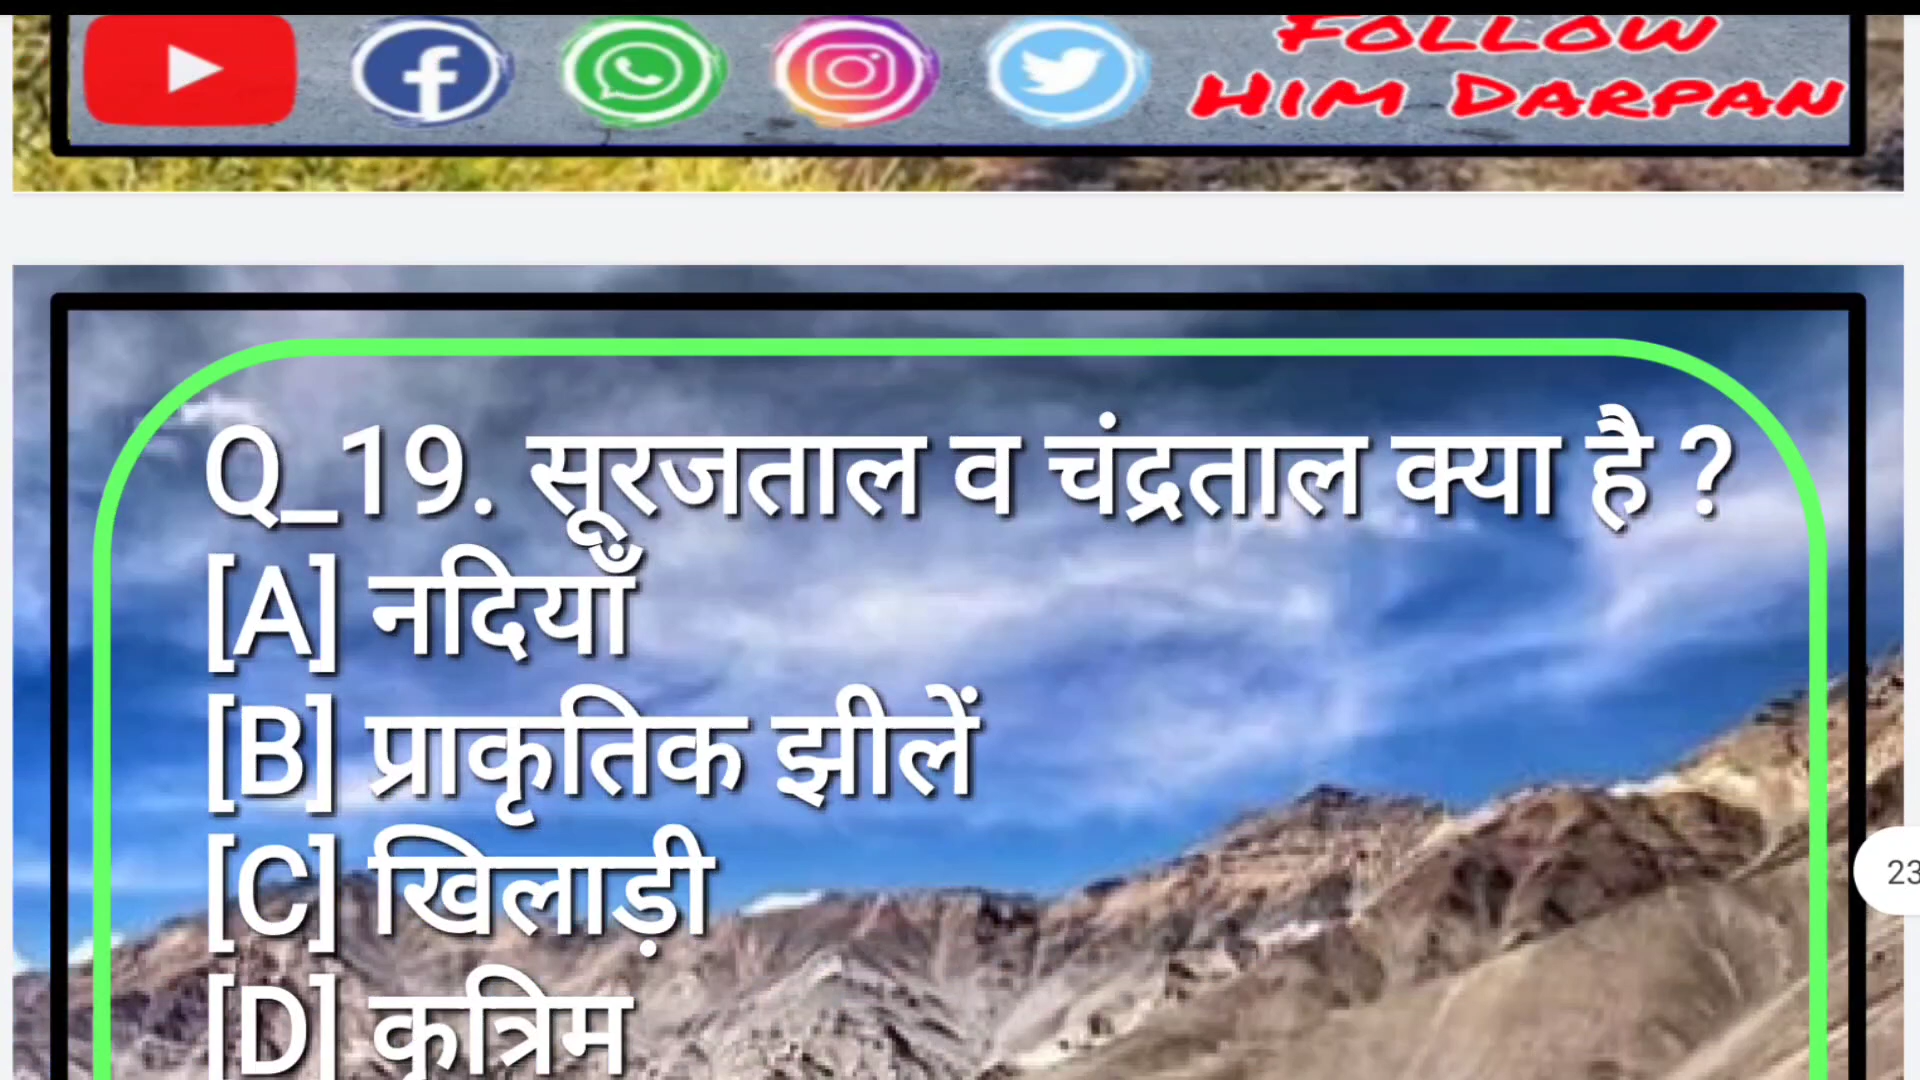 FOLLOW
HIM DARPAN
Q_19. सूरजताल व चंद्रताल क्या है ?
[A] नदियाँ
[B] प्राकृतिक झीलें
[C] खिलाड़ी
[D] कृत्रिम
23